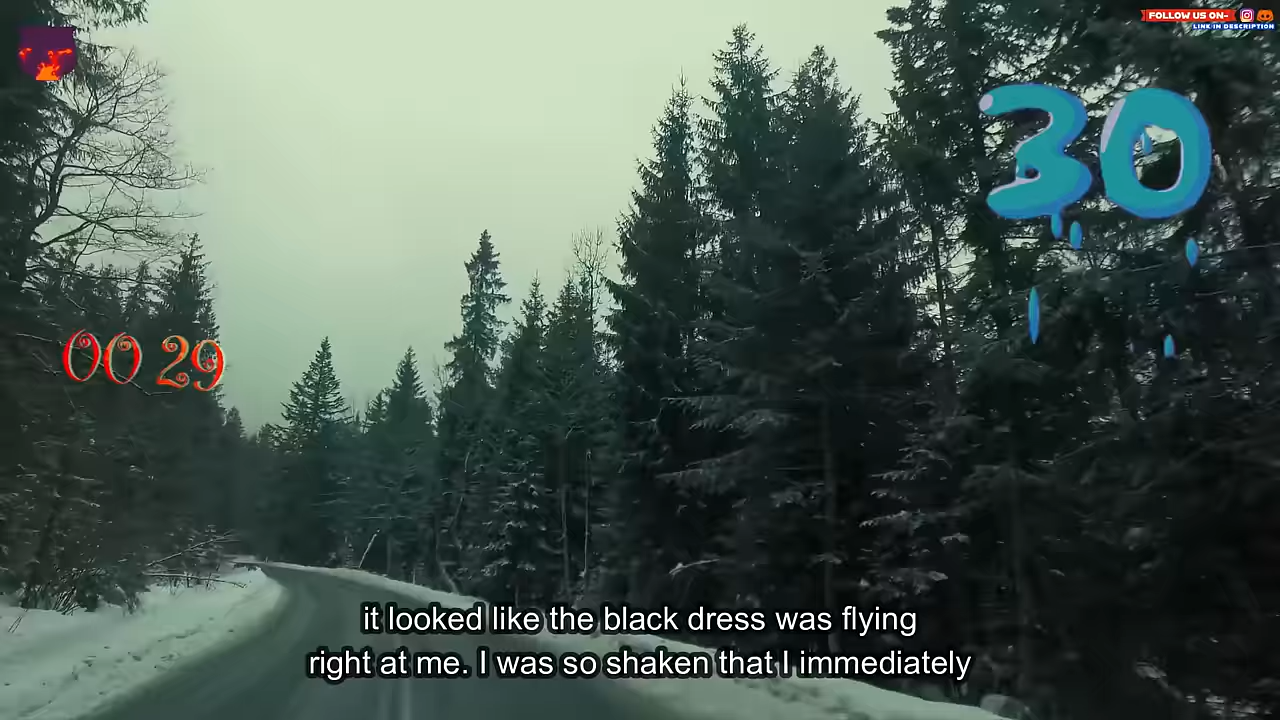 FOLLOW US ON-
LINK IN DESCRIPTION
30
00 29
it looked like the black dress was flying
right at me. I was so shaken that I immediately